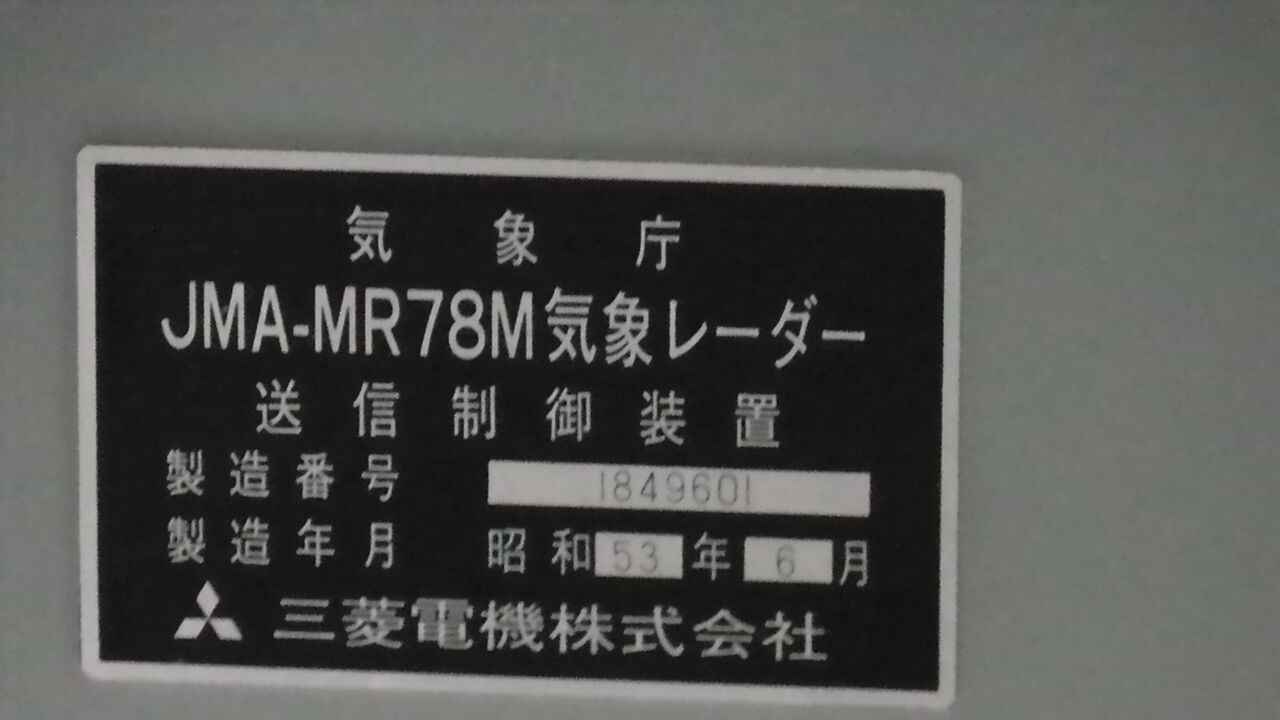 気象庁
JMA-MR78M気象レーダー
送信制御装置
製造番号 1849601
製造年月 昭和53年6月
三菱電機株式会社